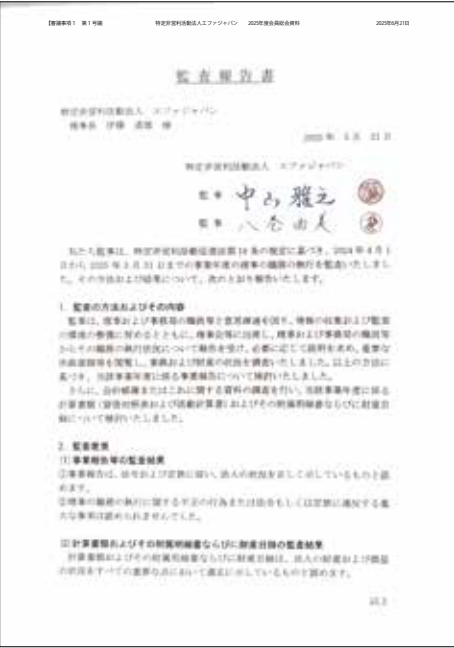 【審議事項1 第1号議 特定非営利活動法人エファジャパン 2025年度会員総会資料 2025年6月21日
監査報告書
特定非営利活動法人 エファジャパン
理事長 伊藤 様
2025年 5月 21日
特定非営利活動法人 エファジャパン
監事 中山 雅之
監事 八巻 由美
私たち監事は、特定非営利活動促進法第18条の規定に基づき、2024年4月1
日から2025年3月31日までの事業年度の理事の職務の執行を監査いたしまし
た。その方法および結果について、次のとおり報告いたします。
1. 監査の方法およびその内容
監事は、理事および事務局の職員等と意思疎通を図り、情報の収集および監査
の環境の整備に努めるとともに、理事会等に出席し、理事および事務局の職員等
からその職務の執行状況について報告を受け、必要に応じて説明を求め、重要な
決裁書類等を閲覧し、業務および財産の状況を調査いたしました。以上の方法に
基づき、当該事業年度に係る事業報告について検討いたしました。
さらに、会計帳簿またはこれに関する資料の調査を行い、当該事業年度に係る
計算書類（貸借対照表および活動計算書）およびその附属明細書ならびに財産目
録について検討いたしました。
2. 監査結果
(1) 事業報告等の監査結果
①事業報告は、法令および定款に従い、法人の状況を正しく示しているものと認
めます。
②理事の職務の執行に関する不正の行為または法令もしくは定款に違反する重
大な事実は認められませんでした。
(2) 計算書類およびその附属明細書ならびに財産目録の監査結果
計算書類およびその附属明細書ならびに財産目録は、法人の財産および損益
の状況をすべての重要な点において適正に示しているものと認めます。
以上